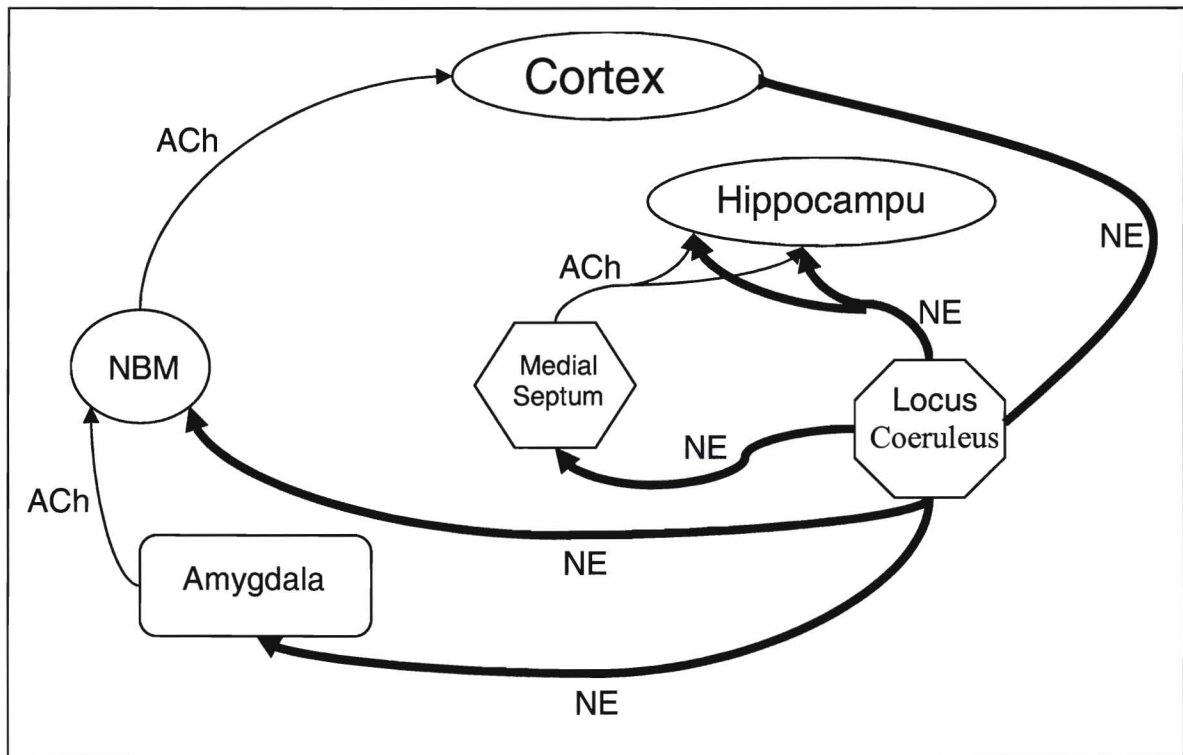 Cortex
ACh
Hippocampu
NE
ACh
NE
NBM
Medial
Septum
Locus
Coeruleus
NE
ACh
NE
Amygdala
NE